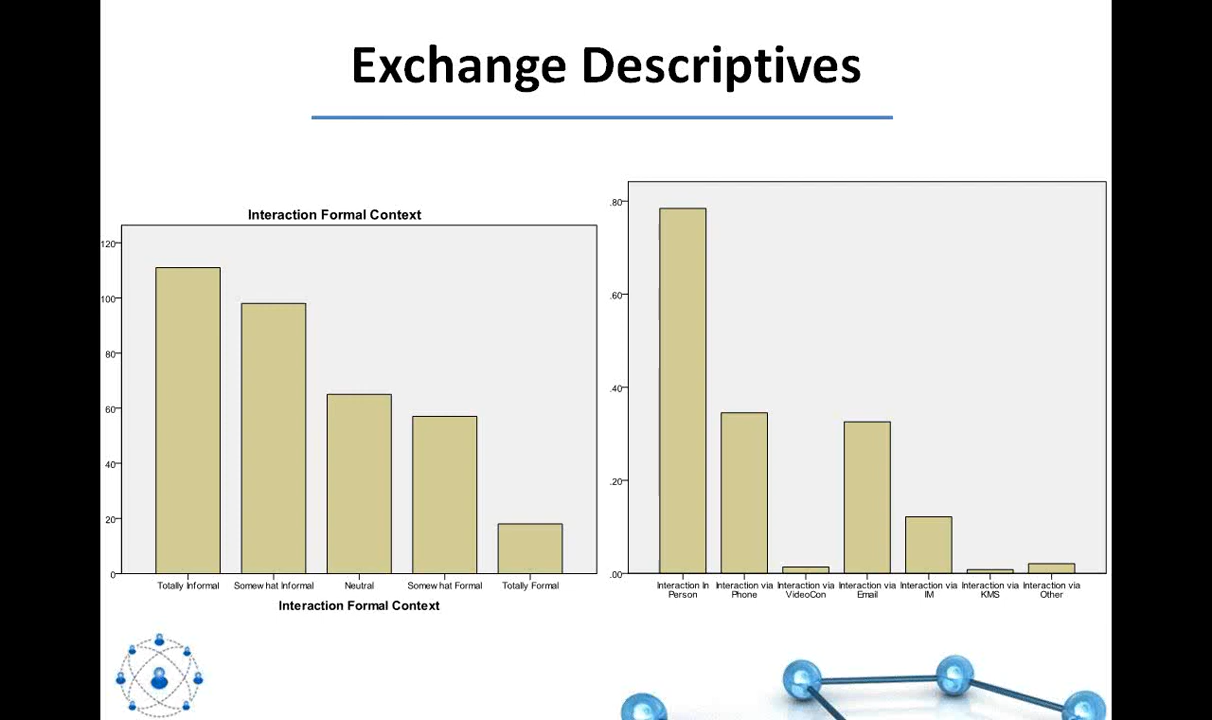 Exchange Descriptives
Interaction Formal Context
120
100
80
60
40
20
0
Totally Informal Somewhat Informal Neutral Somewhat Formal Totally Formal
Interaction Formal Context
.80
.60
.40
.20
.00
Interaction In Interaction via Interaction via Interaction via Interaction via Interaction via Interaction via
Person Phone VideoCon Email IM KMS Other